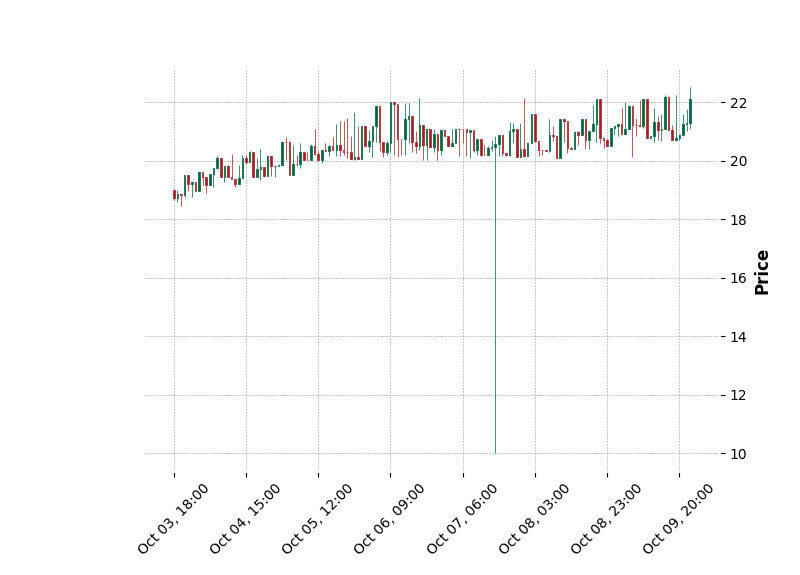 22
20
18
16
14
12
10
Price
Oct 03, 18:00
Oct 04, 15:00
Oct 05, 12:00
Oct 06, 09:00
Oct 07, 06:00
Oct 08, 03:00
Oct 08, 23:00
Oct 09, 20:00